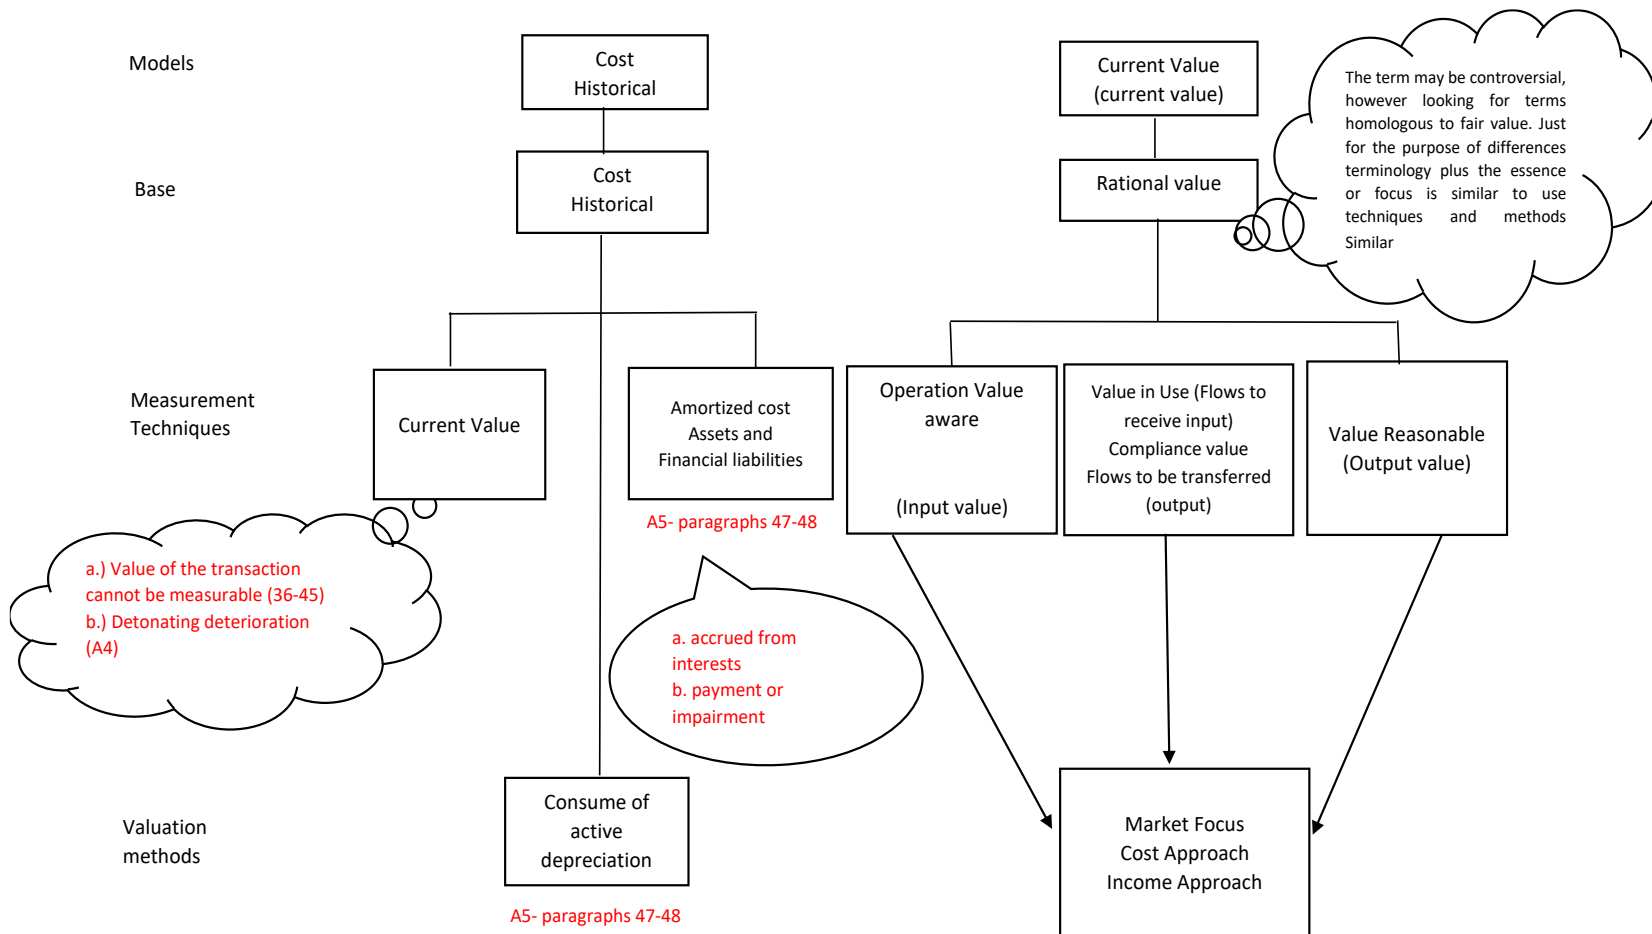 Models
Cost
Historical
Current Value
(current value)
The term may be controversial,
however looking for terms
homologous to fair value. Just
for the purpose of differences
terminology plus the essence
or focus is similar to use
techniques and methods
Similar
Base
Cost
Historical
Rational value
Measurement
Techniques
Current Value
Amortized cost
Assets and
Financial liabilities
A5- paragraphs 47-48
Operation Value
aware
(Input value)
Value in Use (Flows to
receive input)
Compliance value
Flows to be transferred
(output)
Value Reasonable
(Output value)
a.) Value of the transaction
cannot be measurable (36-45)
b.) Detonating deterioration
(A4)
a. accrued from
interests
b. payment or
impairment
Valuation
methods
Consume of
active
depreciation
A5- paragraphs 47-48
Market Focus
Cost Approach
Income Approach